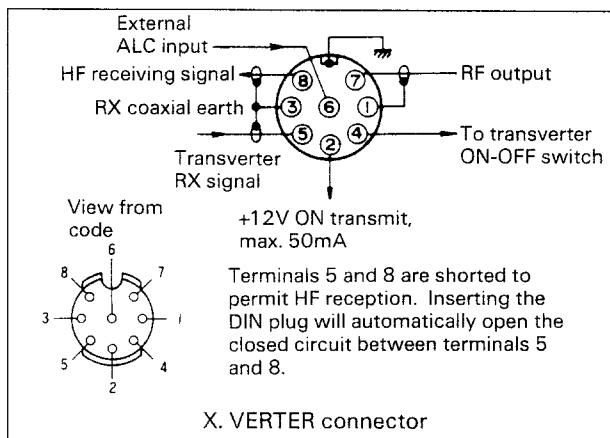 External
ALC input
HF receiving signal
RF output
RX coaxial earth
8 7
3 6 1
5 4
2
To transverter
ON-OFF switch
Transverter
RX signal
+12V ON transmit,
max. 50mA
View from
code
6
8 7
3 1
5 4
2
Terminals 5 and 8 are shorted to
permit HF reception. Inserting the
DIN plug will automatically open the
closed circuit between terminals 5
and 8.
X. VERTER connector